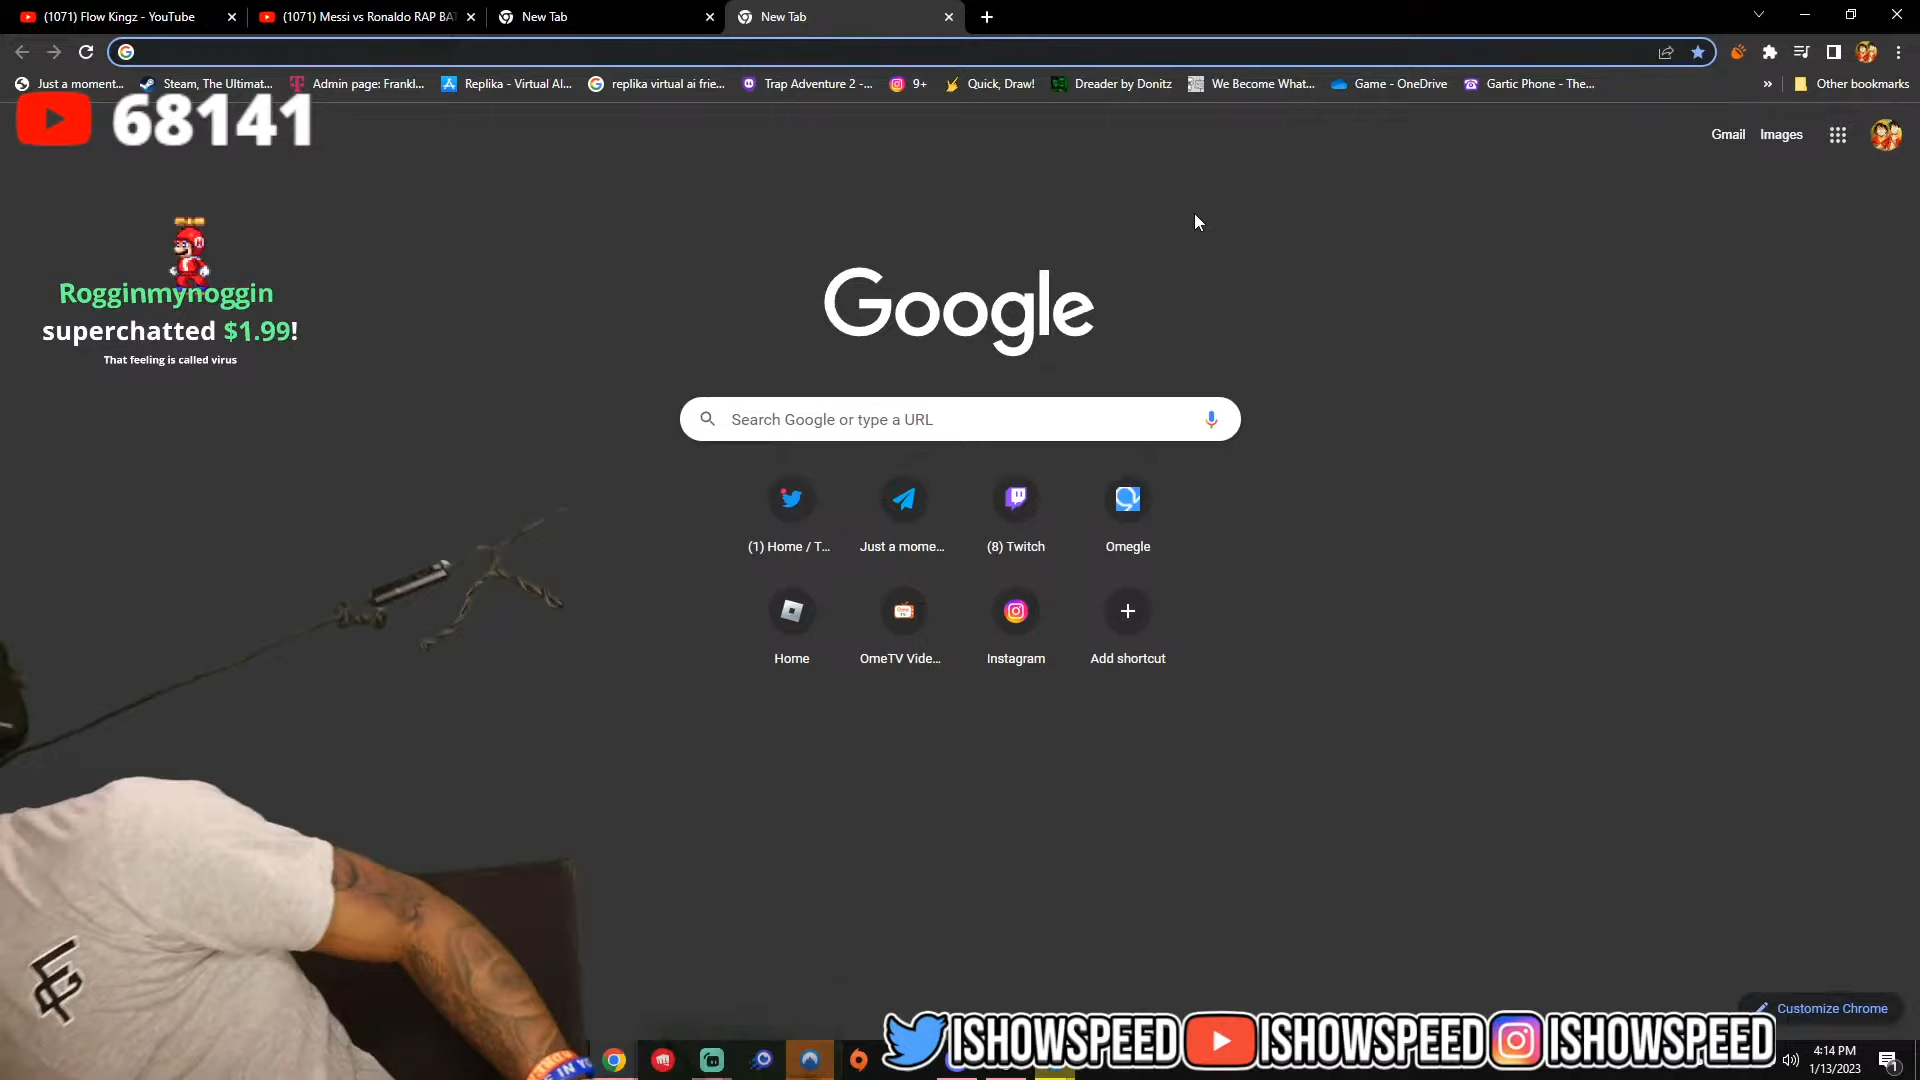 (1071) Flow Kingz - YouTube
(1071) Messi vs Ronaldo RAP BA
New Tab
New Tab
Just a moment...
Steam, The Ultimat...
Admin page: Frankl...
Replika - Virtual AI...
replika virtual ai frie...
Trap Adventure 2 -...
9+
Quick, Draw!
Dreader by Donitz
We Become What...
Game - OneDrive
Gartic Phone - The...
»
Other bookmarks
68141
Gmail
Images
Rogginmynoggin
superchatted $1.99!
That feeling is called virus
Google
Search Google or type a URL
(1) Home / T...
Just a mome...
(8) Twitch
Omegle
Home
OmeTV Vide...
Instagram
Add shortcut
Customize Chrome
ISHOWSPEED
ISHOWSPEED
ISHOWSPEED
4:14 PM
1/13/2023
1